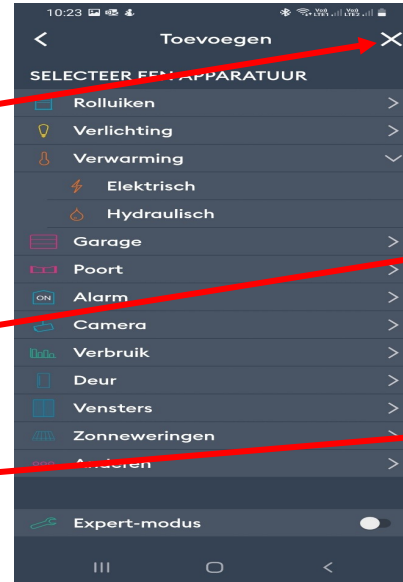 10:23
Toevoegen
SELECTEER EEN APPARATUUR
Rolluiken
Verlichting
Verwarming
Elektrisch
Hydraulisch
Garage
Poort
ON Alarm
Camera
Verbruik
Deur
Vensters
Zonneweringen
Anderen
Expert-modus